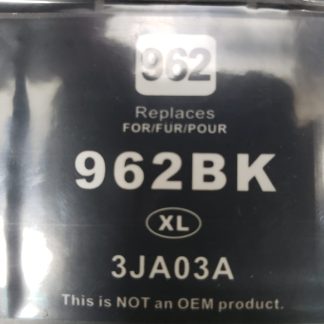 962
Replaces
FOR/FUR/POUR
962BK
XL
3JA03A
This is NOT an OEM product.